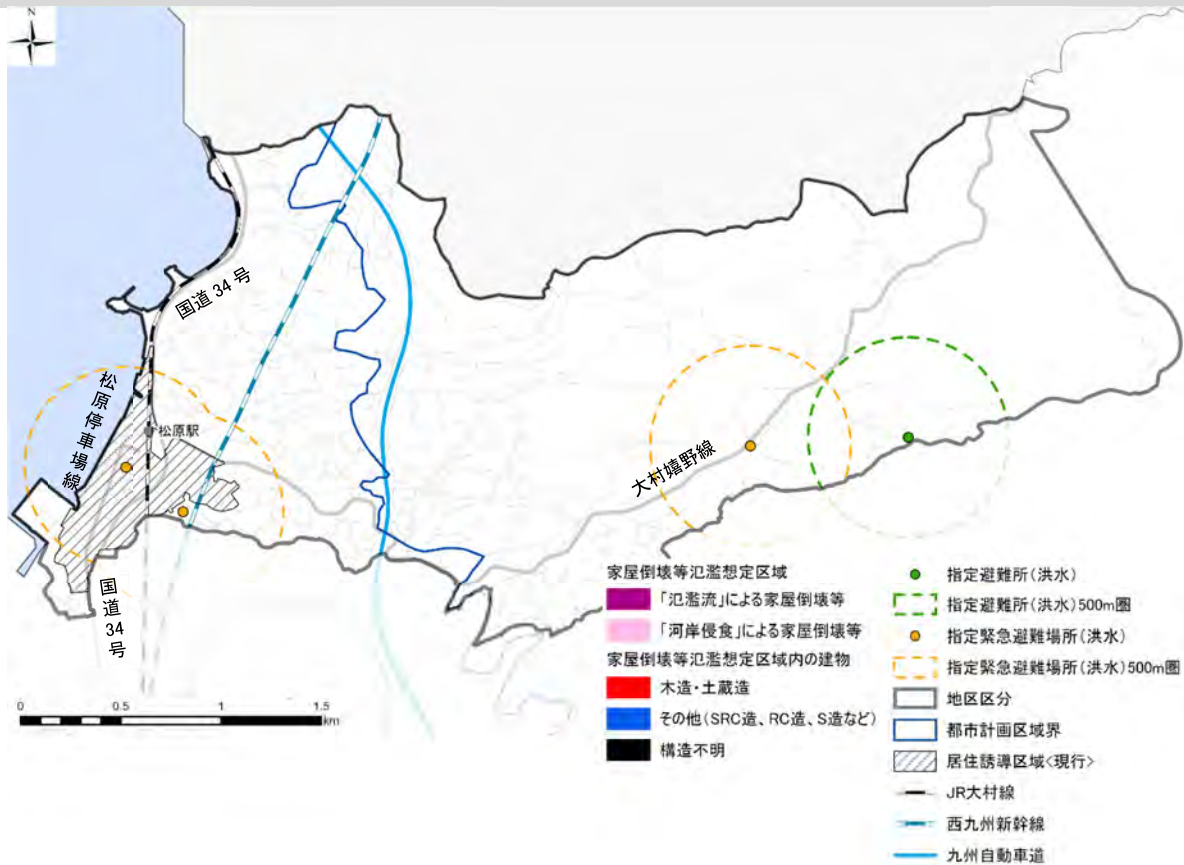 N
国道 34 号
松原停車場線
松原駅
大村嬉野線
国道 34 号
0 0.5 1 1.5
km
家屋倒壊等氾濫想定区域
「氾濫流」による家屋倒壊等
「河岸侵食」による家屋倒壊等
家屋倒壊等氾濫想定区域内の建物
木造・土蔵造
その他(SRC造、RC造、S造など)
構造不明
指定避難所(洪水)
指定避難所(洪水)500m圏
指定緊急避難場所(洪水)
指定緊急避難場所(洪水)500m圏
地区区分
都市計画区域界
居住誘導区域<現行>
JR大村線
西九州新幹線
九州自動車道